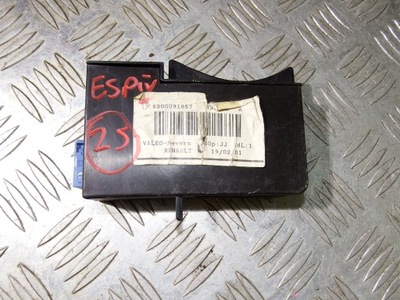 ESPIV
25
8200091857
VALEO-Nevers
RENAULT 19/02/01